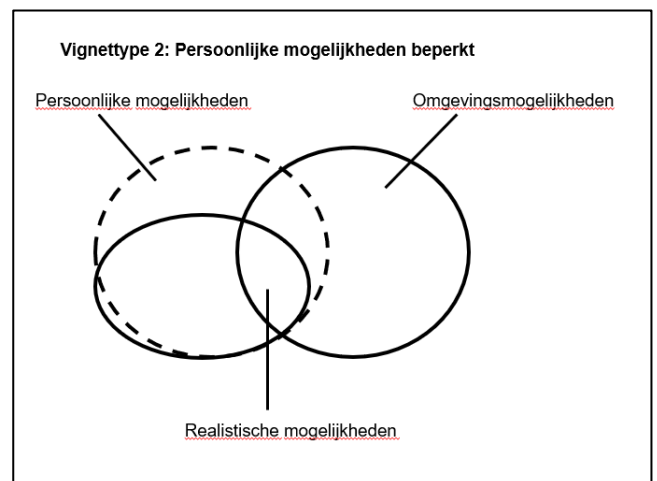 Vignettype 2: Persoonlijke mogelijkheden beperkt
Persoonlijke mogelijkheden
Omgevingsmogelijkheden
Realistische mogelijkheden